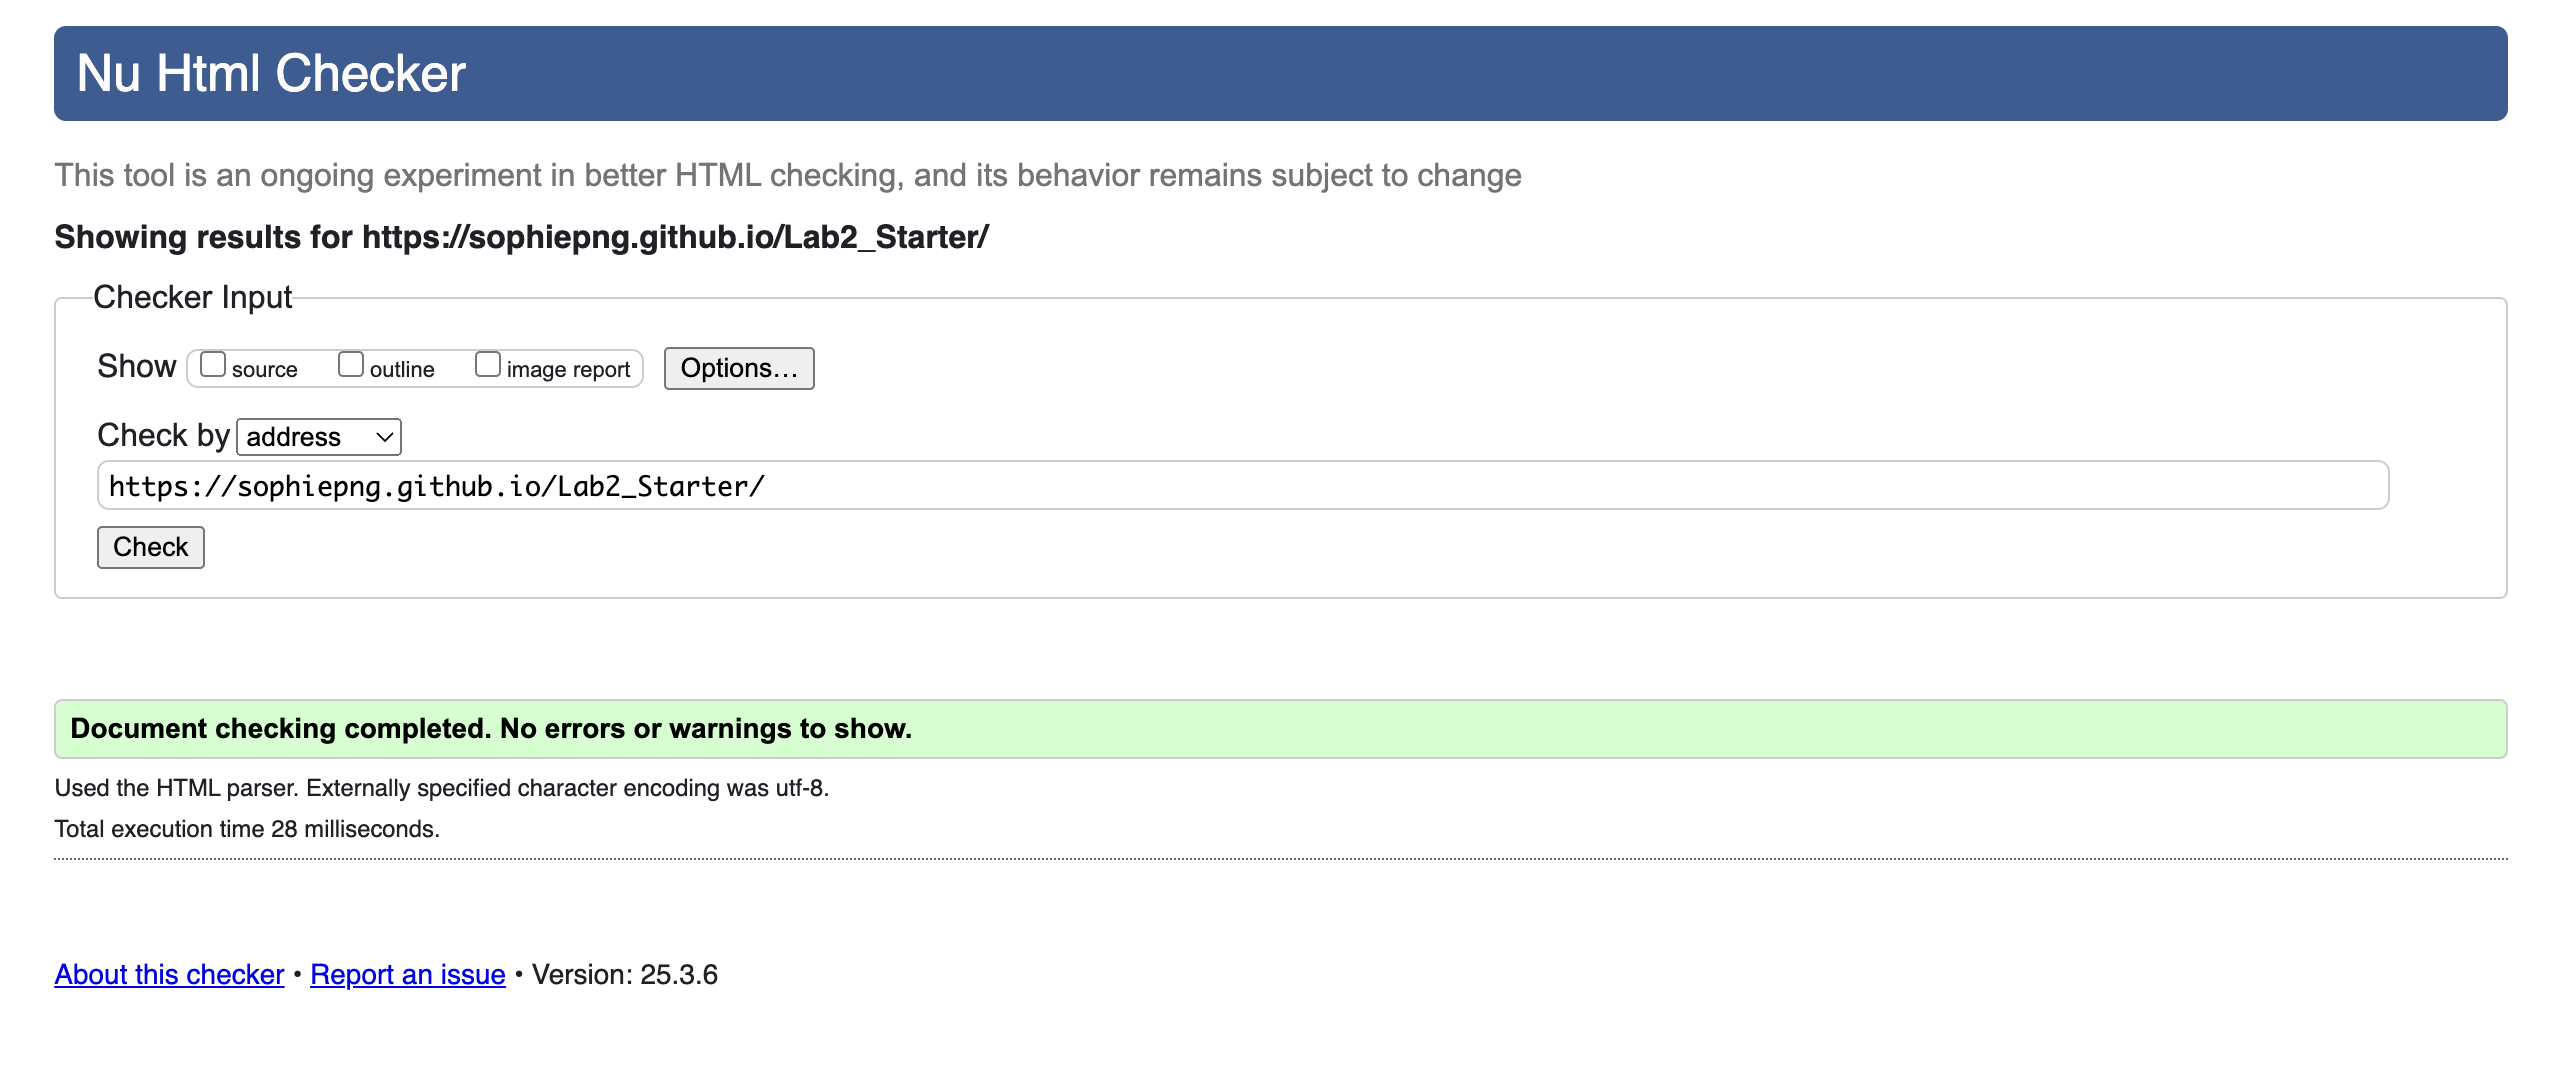 Nu Html Checker
This tool is an ongoing experiment in better HTML checking, and its behavior remains subject to change
Showing results for https://sophiepng.github.io/Lab2_Starter/
Checker Input
Show source outline image report Options…
Check by address
https://sophiepng.github.io/Lab2_Starter/
Check
Document checking completed. No errors or warnings to show.
Used the HTML parser. Externally specified character encoding was utf-8.
Total execution time 28 milliseconds.
About this checker • Report an issue • Version: 25.3.6